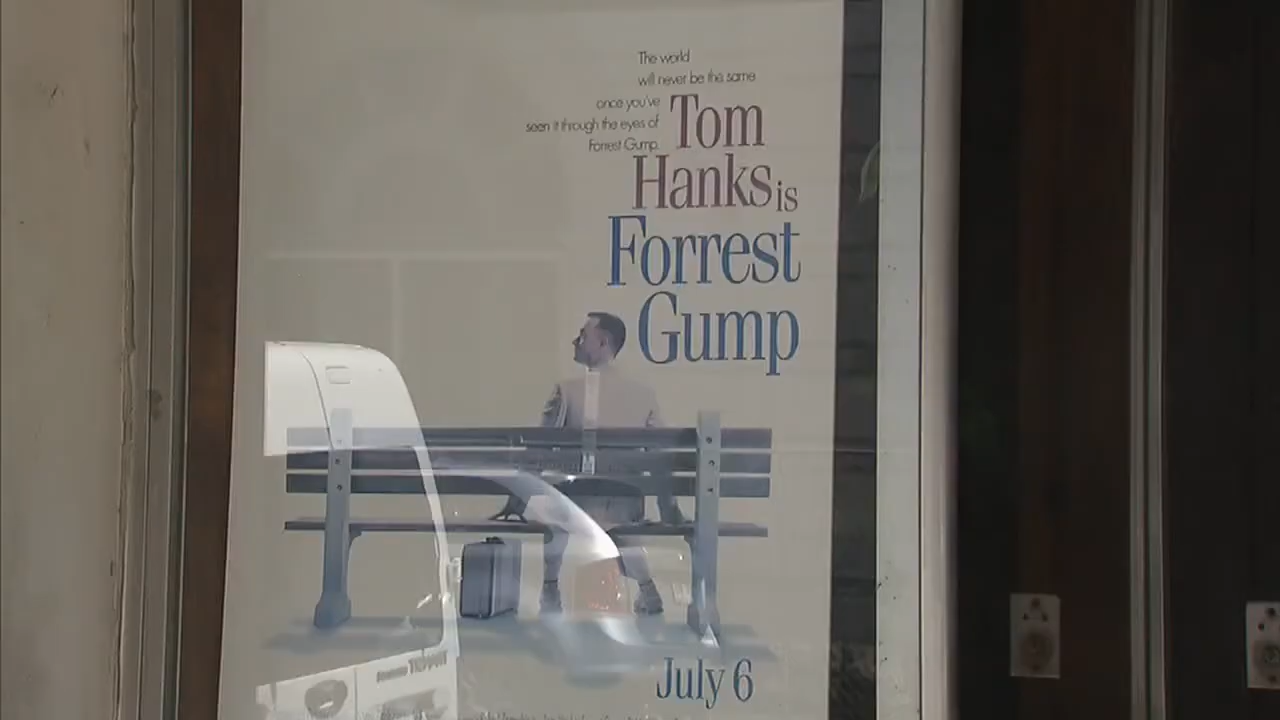 The world
will never be the same
once you've
seen it through the eyes of
Forrest Gump.
Tom
Hanks is
Forrest
Gump
July 6